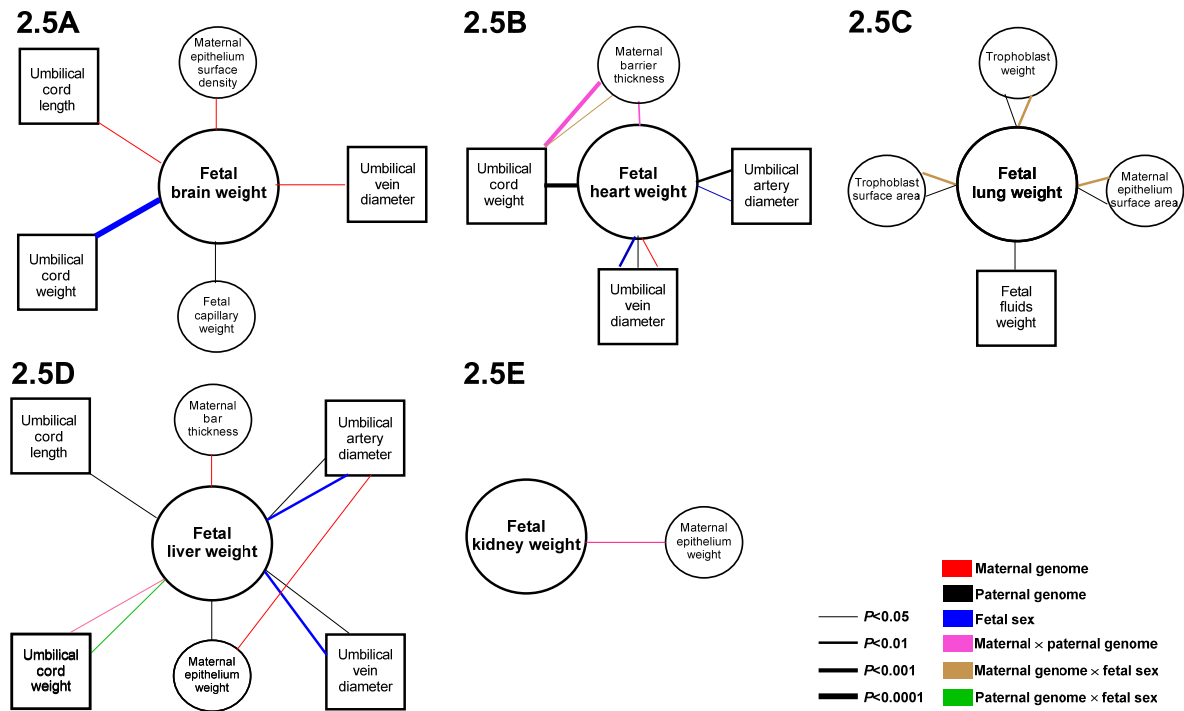 2.5A
Umbilical
cord
length
Maternal
epithelium
surface
density
Fetal
brain weight
Umbilical
vein
diameter
Umbilical
cord
weight
Fetal
capillary
weight
2.5B
Maternal
barrier
thickness
Umbilical
cord
weight
Fetal
heart weight
Umbilical
artery
diameter
Umbilical
vein
diameter
2.5C
Trophoblast
weight
Trophoblast
surface area
Fetal
lung weight
Maternal
epithelium
surface area
Fetal
fluids
weight
2.5D
Umbilical
cord
length
Maternal
bar
thickness
Umbilical
artery
diameter
Fetal
liver weight
Umbilical
cord
weight
Maternal
epithelium
weight
Umbilical
vein
diameter
2.5E
Fetal
kidney weight
Maternal
epithelium
weight
P<0.05
P<0.01
P<0.001
P<0.0001
Maternal genome
Paternal genome
Fetal sex
Maternal × paternal genome
Maternal genome × fetal sex
Paternal genome × fetal sex